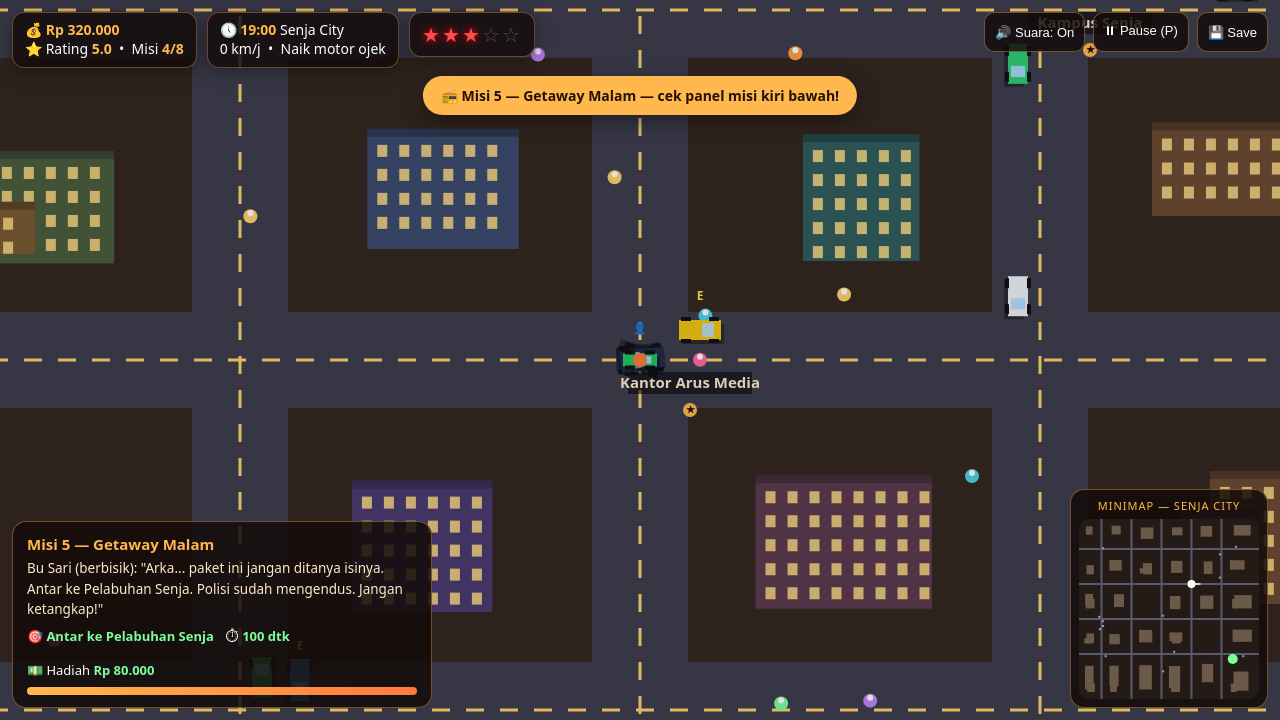 💰 Rp 320.000
⭐ Rating 5.0 • Misi 4/8
🕔 19:00 Senja City
0 km/j • Naik motor ojek
★★★☆☆
Kampus Senja
🔊 Suara: On
⏸ Pause (P)
💾 Save
📻 Misi 5 — Getaway Malam — cek panel misi kiri bawah!
E
Kantor Arus Media
Misi 5 — Getaway Malam
Bu Sari (berbisik): "Arka... paket ini jangan ditanya isinya.
Antar ke Pelabuhan Senja. Polisi sudah mengendus. Jangan
ketangkap!"
🎯 Antar ke Pelabuhan Senja ⏱ 100 dtk
E
💵 Hadiah Rp 80.000
MINIMAP — SENJA CITY